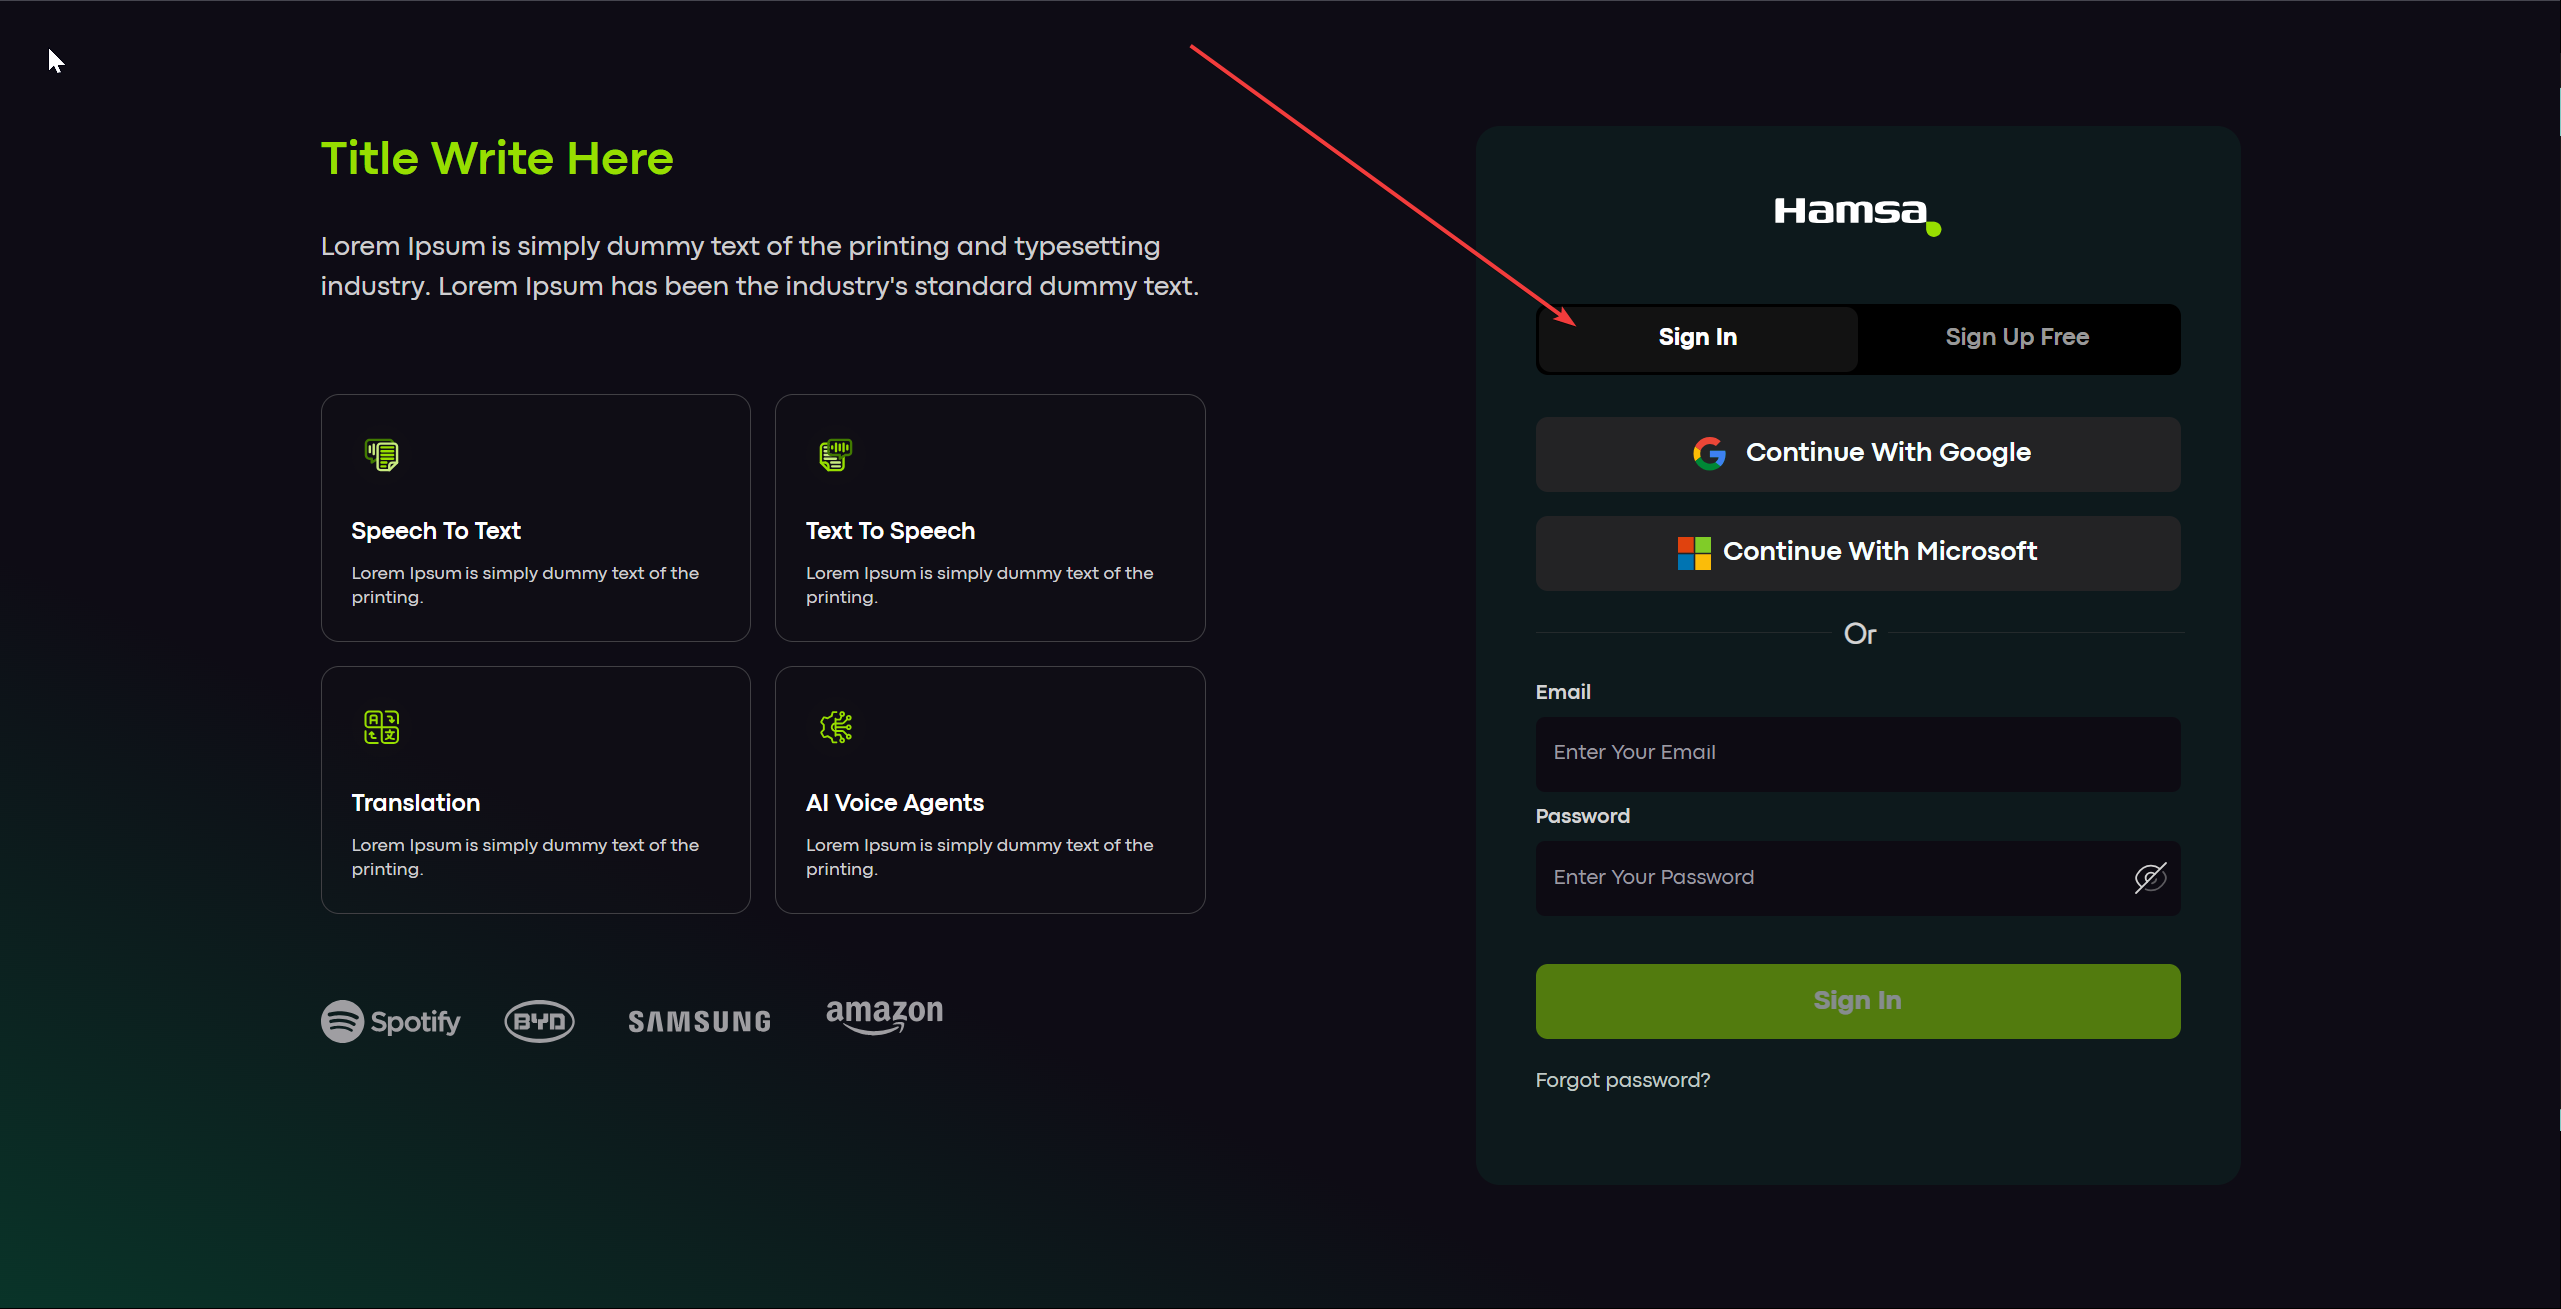 Title Write Here
Lorem Ipsum is simply dummy text of the printing and typesetting
industry. Lorem Ipsum has been the industry's standard dummy text.
Speech To Text
Lorem Ipsum is simply dummy text of the
printing.
Text To Speech
Lorem Ipsum is simply dummy text of the
printing.
Translation
Lorem Ipsum is simply dummy text of the
printing.
AI Voice Agents
Lorem Ipsum is simply dummy text of the
printing.
Spotify
BYD
SAMSUNG
amazon
Hamsa
Sign In
Sign Up Free
Continue With Google
Continue With Microsoft
Or
Email
Enter Your Email
Password
Enter Your Password
Sign In
Forgot password?